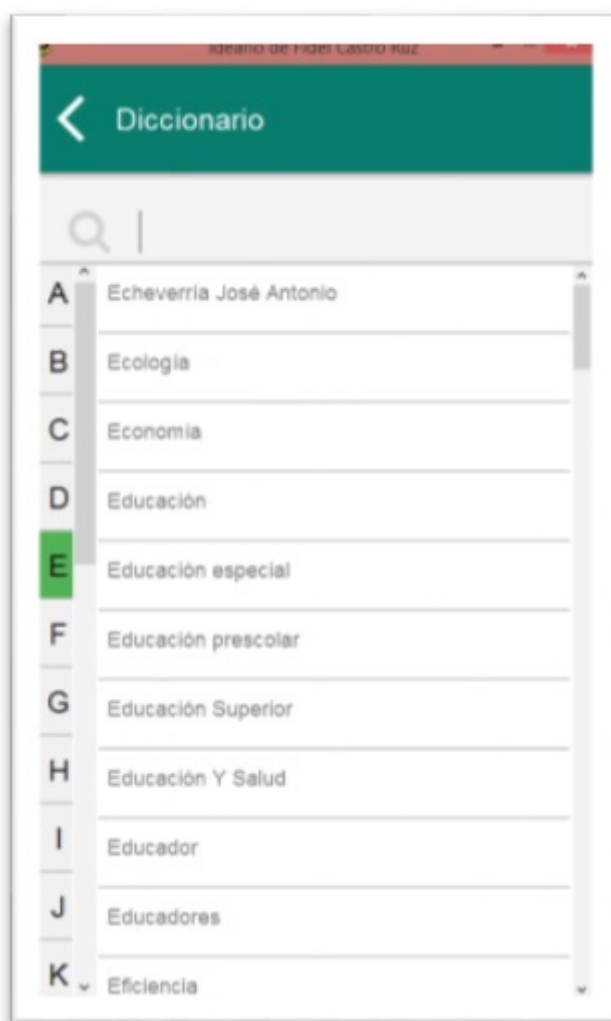 Ideario de Fidel Castro Ruz
Diccionario
A
Echeverría José Antonio
B
Ecología
C
Economía
D
Educación
E
Educación especial
F
Educación prescolar
G
Educación Superior
H
Educación Y Salud
I
Educador
J
Educadores
K
Eficiencia